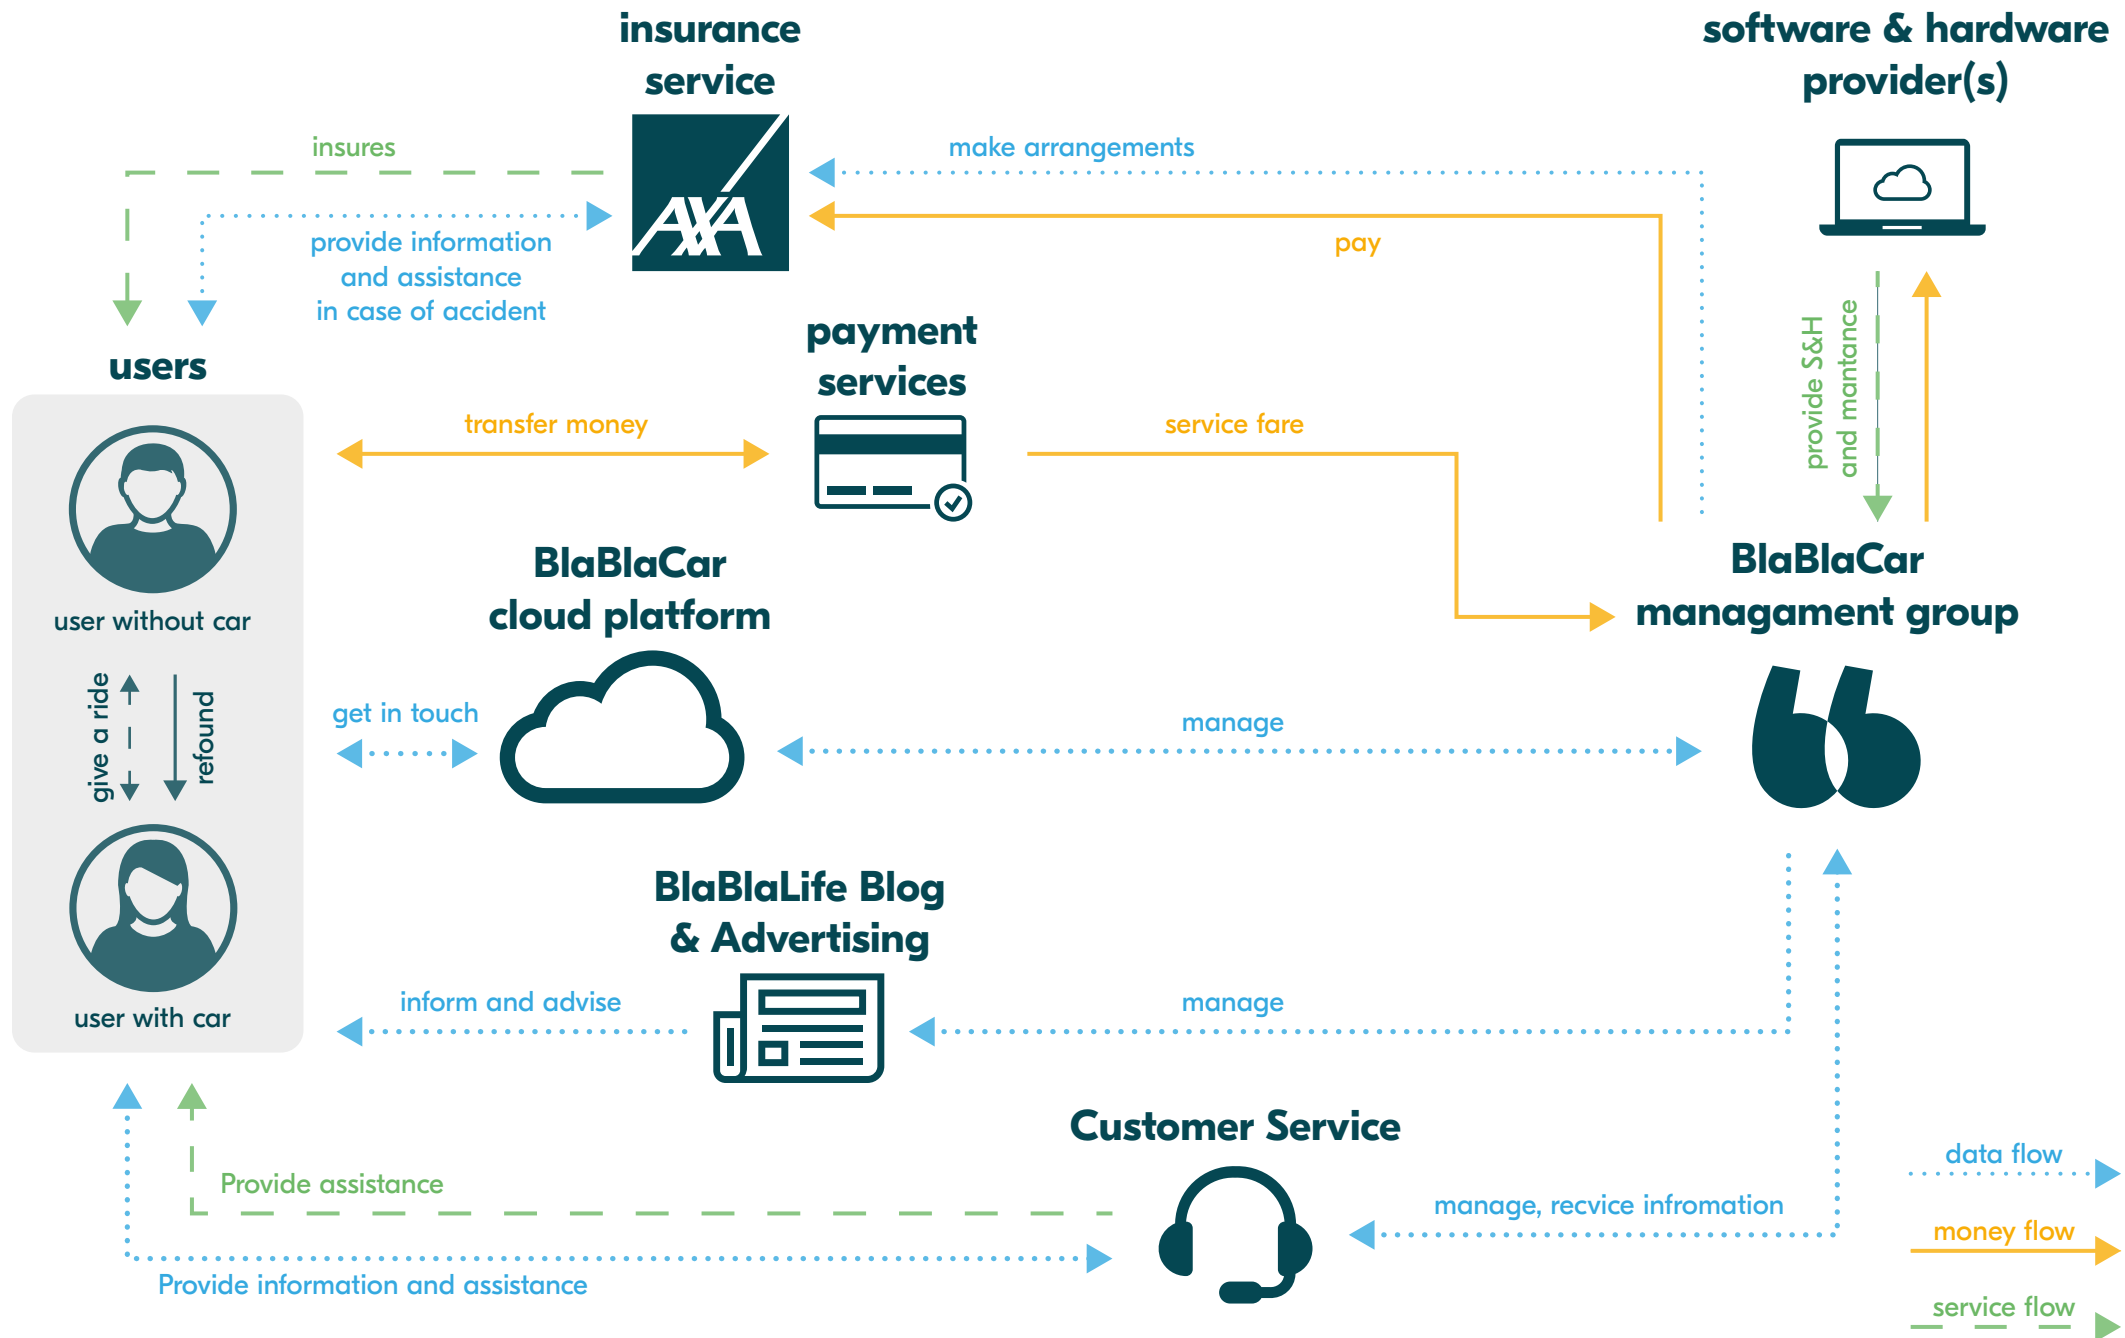 insurance
service
AXA
software & hardware
provider(s)
insures
make arrangements
provide information
and assistance
in case of accident
pay
provide S&H
and mantance
users
payment
services
transfer money
service fare
user without car
give a ride
refound
user with car
BlaBlaCar
cloud platform
BlaBlaCar
managament group
get in touch
manage
BlaBlaLife Blog
& Advertising
inform and advise
manage
Customer Service
Provide assistance
manage, recvice infromation
Provide information and assistance
data flow
money flow
service flow